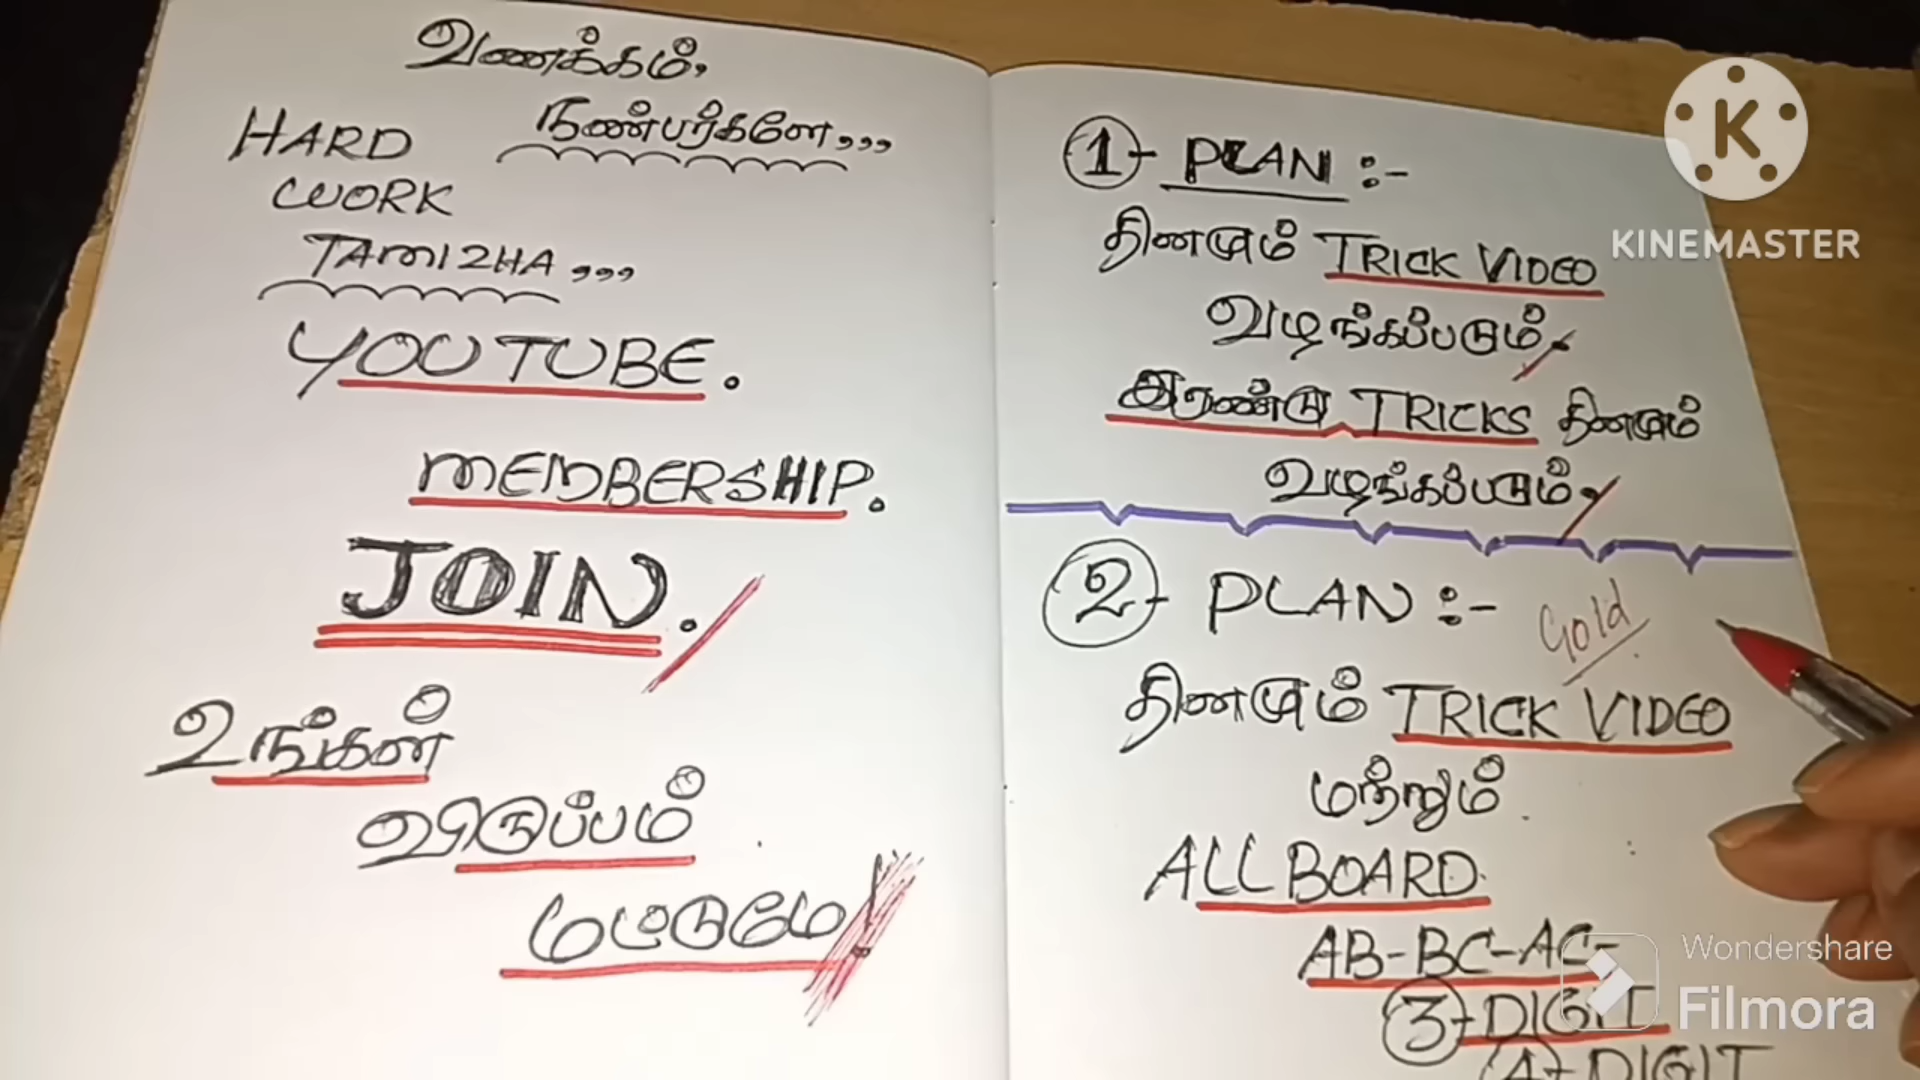 வணக்கம்,
நண்பர்களே,,,
HARD
WORK
TAMIZHA,,,
YOUTUBE.
MEMBERSHIP.
JOIN.
உங்கள்
விருப்பம்
மட்டுமே!
1- PLAN :-
தினமும் TRICK VIDEO
வழங்கப்படும்.
இரண்டு TRICKS தினமும்
வழங்கப்படும்.
2- PLAN :-
Gold
தினமும் TRICK VIDEO
மற்றும்
ALL BOARD.
AB-BC-AC-
3-DIGIT
4-DIGIT
K
KINEMASTER
Wondershare
Filmora